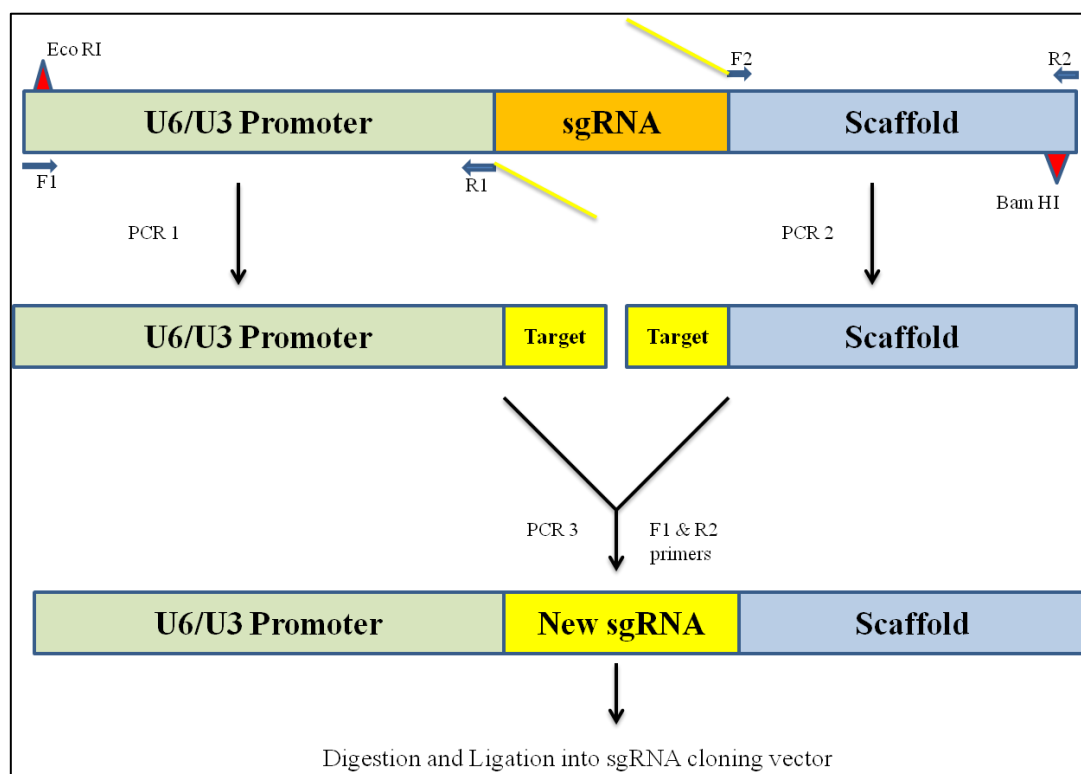 Eco RI
F2
R2
U6/U3 Promoter
sgRNA
Scaffold
F1
R1
Bam HI
PCR 1
PCR 2
U6/U3 Promoter
Target
Target
Scaffold
PCR 3
F1 & R2
primers
U6/U3 Promoter
New sgRNA
Scaffold
Digestion and Ligation into sgRNA cloning vector